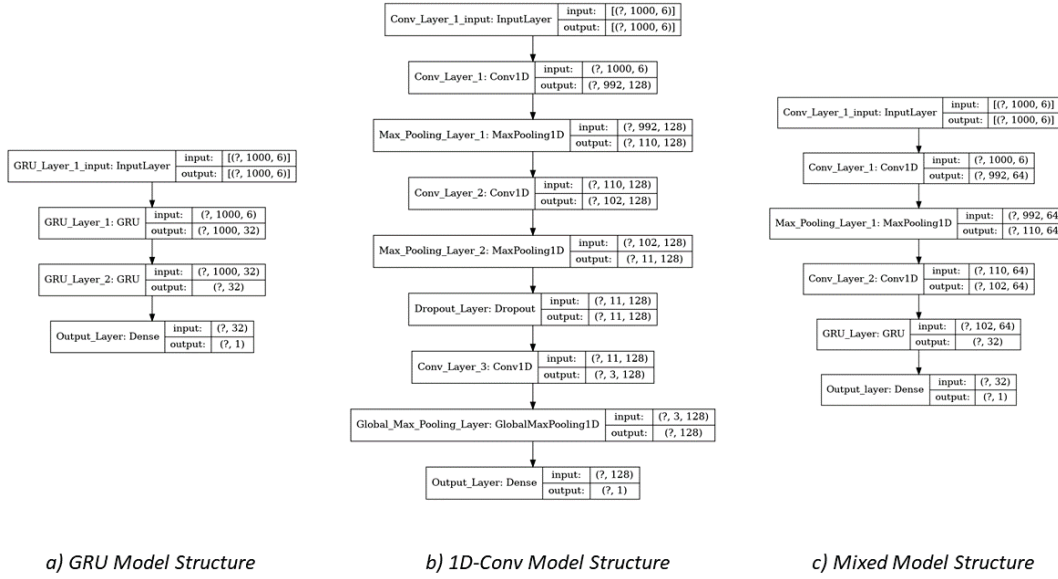 GRU_Layer_1_input: InputLayer
input: [(?, 1000, 6)]
output: [(?, 1000, 6)]
GRU_Layer_1: GRU
input: (?, 1000, 6)
output: (?, 1000, 32)
GRU_Layer_2: GRU
input: (?, 1000, 32)
output: (?, 32)
Output_Layer: Dense
input: (?, 32)
output: (?, 1)
a) GRU Model Structure
Conv_Layer_1_input: InputLayer
input: [(?, 1000, 6)]
output: [(?, 1000, 6)]
Conv_Layer_1: Conv1D
input: (?, 1000, 6)
output: (?, 992, 128)
Max_Pooling_Layer_1: MaxPooling1D
input: (?, 992, 128)
output: (?, 110, 128)
Conv_Layer_2: Conv1D
input: (?, 110, 128)
output: (?, 102, 128)
Max_Pooling_Layer_2: MaxPooling1D
input: (?, 102, 128)
output: (?, 11, 128)
Dropout_Layer: Dropout
input: (?, 11, 128)
output: (?, 11, 128)
Conv_Layer_3: Conv1D
input: (?, 11, 128)
output: (?, 3, 128)
Global_Max_Pooling_Layer: GlobalMaxPooling1D
input: (?, 3, 128)
output: (?, 128)
Output_Layer: Dense
input: (?, 128)
output: (?, 1)
b) 1D-Conv Model Structure
Conv_Layer_1_input: InputLayer
input: [(?, 1000, 6)]
output: [(?, 1000, 6)]
Conv_Layer_1: Conv1D
input: (?, 1000, 6)
output: (?, 992, 64)
Max_Pooling_Layer_1: MaxPooling1D
input: (?, 992, 64
output: (?, 110, 64
Conv_Layer_2: Conv1D
input: (?, 110, 64)
output: (?, 102, 64)
GRU_Layer: GRU
input: (?, 102, 64)
output: (?, 32)
Output_layer: Dense
input: (?, 32)
output: (?, 1)
c) Mixed Model Structure